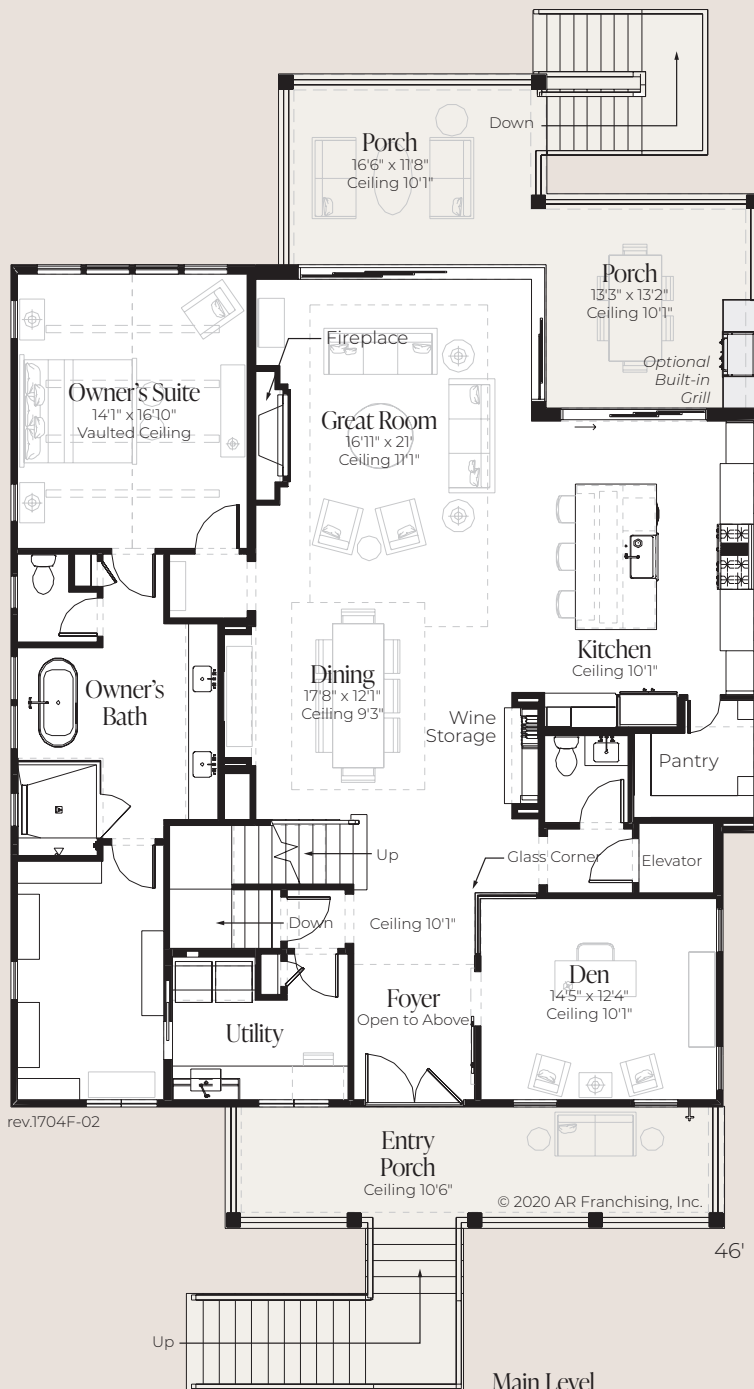 Down
Porch
16'6" x 11'8"
Ceiling 10'1"
Porch
13'3" x 13'2"
Ceiling 10'1"
Optional
Built-in
Grill
Fireplace
Owner's Suite
14'1" x 16'10"
Vaulted Ceiling
Great Room
16'11" x 21'
Ceiling 11'1"
Kitchen
Ceiling 10'1"
Owner's
Bath
Dining
17'8" x 12'1"
Ceiling 9'3"
Wine
Storage
Pantry
Up
Glass Corner
Elevator
Down
Ceiling 10'1"
Den
14'5" x 12'4"
Ceiling 10'1"
Foyer
Open to Above
Utility
rev.1704F-02
Entry
Porch
Ceiling 10'6"
© 2020 AR Franchising, Inc.
46'
Up
Main Level